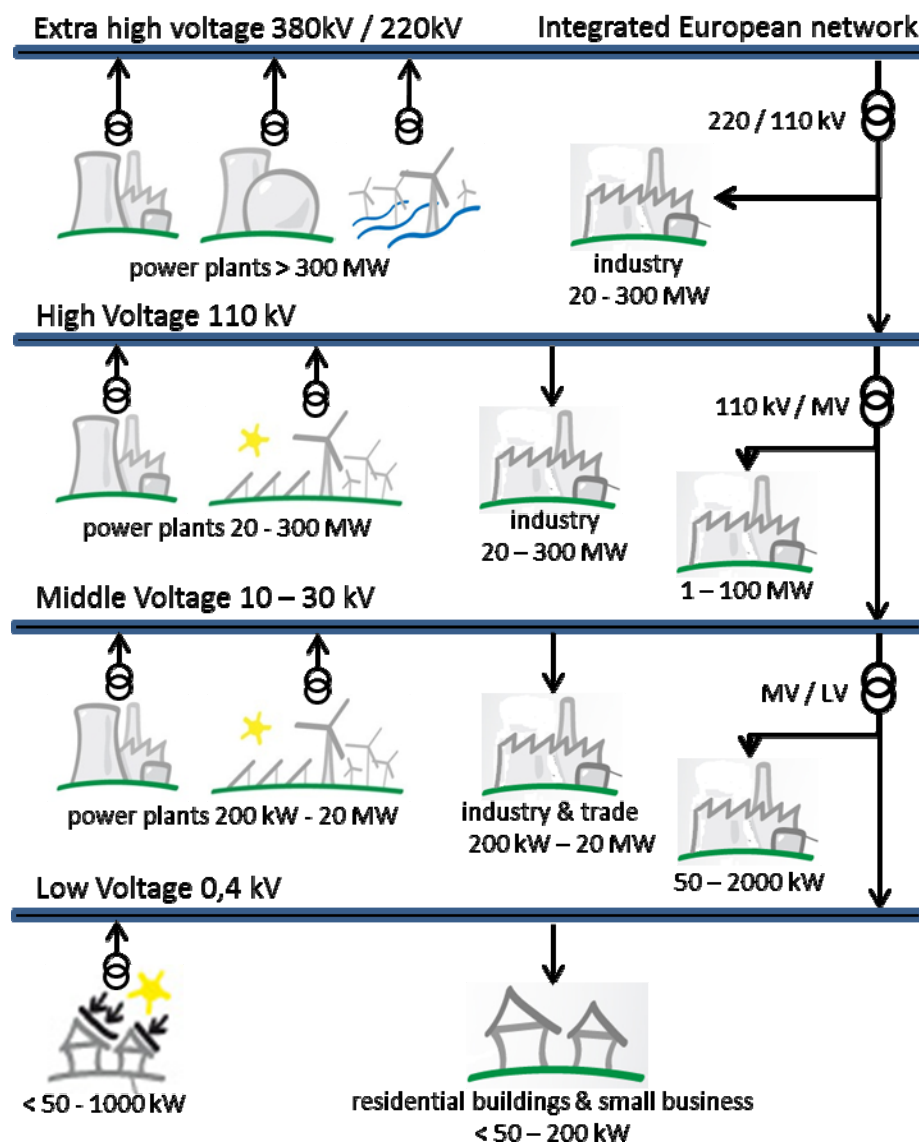 Extra high voltage 380kV / 220kV
Integrated European network
220 / 110 kV
power plants > 300 MW
industry
20 - 300 MW
High Voltage 110 kV
110 kV / MV
power plants 20 - 300 MW
industry
20 – 300 MW
1 – 100 MW
Middle Voltage 10 – 30 kV
MV / LV
power plants 200 kW - 20 MW
industry & trade
200 kW – 20 MW
50 – 2000 kW
Low Voltage 0,4 kV
< 50 - 1000 kW
residential buildings & small business
< 50 – 200 kW